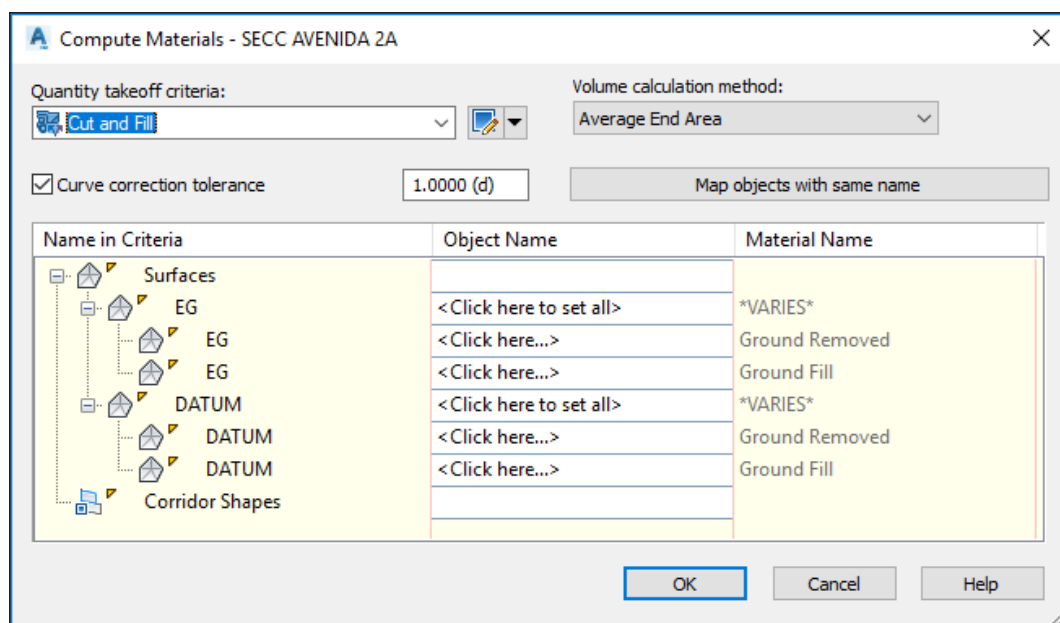 Compute Materials - SECC AVENIDA 2A
Quantity takeoff criteria:
Volume calculation method:
Cut and Fill
Average End Area
Curve correction tolerance
1.0000 (d)
Map objects with same name
Name in Criteria Object Name Material Name
Surfaces
EG <Click here to set all> *VARIES*
EG <Click here...> Ground Removed
EG <Click here...> Ground Fill
DATUM <Click here to set all> *VARIES*
DATUM <Click here...> Ground Removed
DATUM <Click here...> Ground Fill
Corridor Shapes
OK Cancel Help